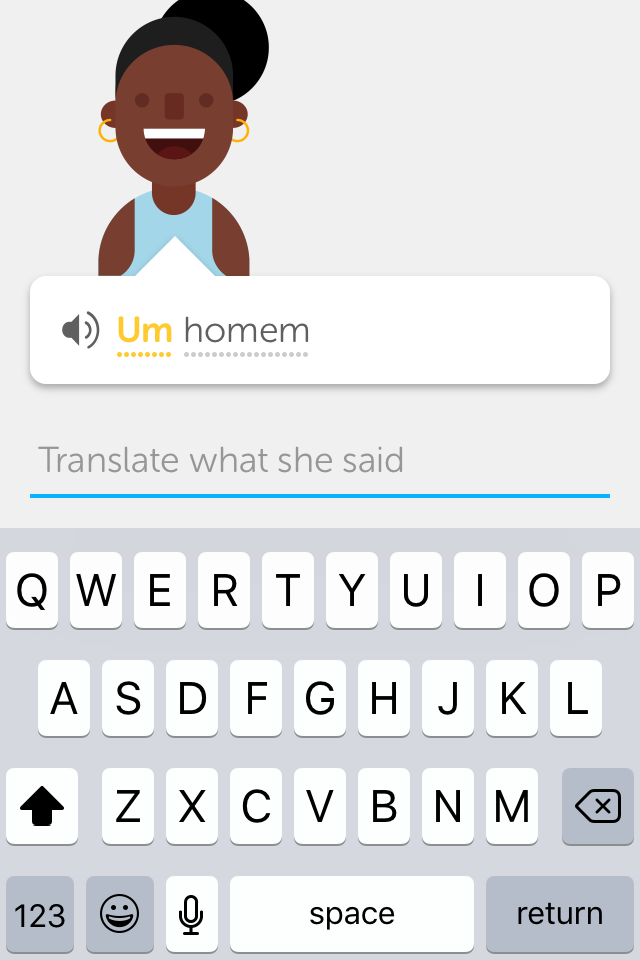 Um homem
Translate what she said
Q W E R T Y U I O P
A S D F G H J K L
Z X C V B N M
123 space return